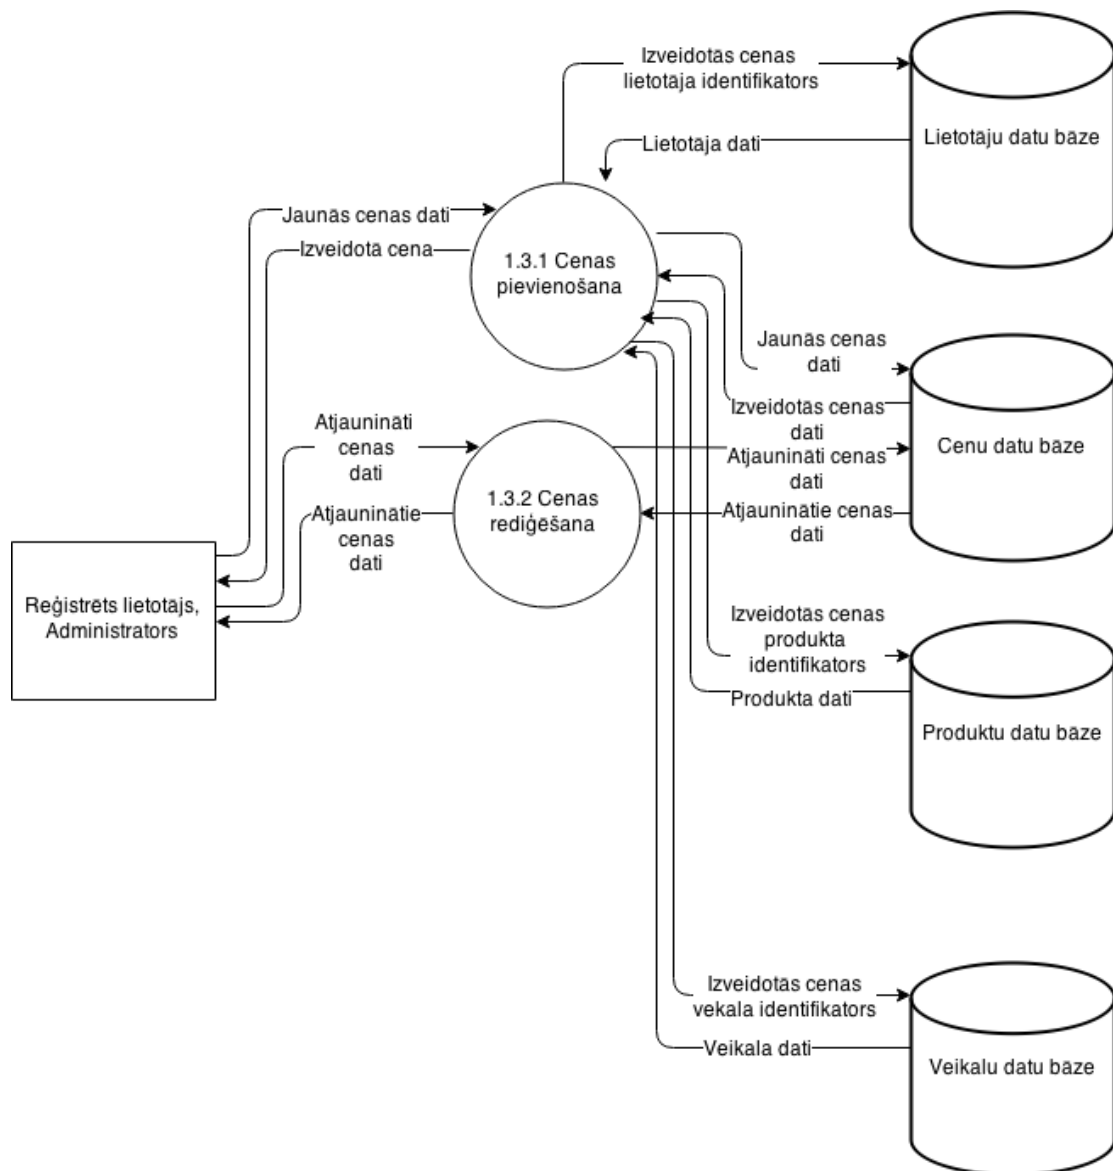 Izveidotās cenas
lietotāja identifikators
Lietotāju datu bāze
Lietotāja dati
Jaunās cenas dati
Izveidotā cena
1.3.1 Cenas
pievienošana
Jaunās cenas
dati
Izveidotās cenas
dati
Atjaunināti
cenas
dati
Atjaunināti cenas
dati
Cenu datu bāze
1.3.2 Cenas
rediģēšana
Atjauninātie
cenas
dati
Atjauninātie cenas
dati
Reģistrēts lietotājs,
Administrators
Izveidotās cenas
produkta
identifikators
Produkta dati
Produktu datu bāze
Izveidotās cenas
vekala identifikators
Veikala dati
Veikalu datu bāze